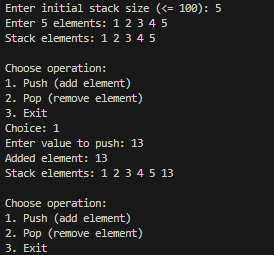 Enter initial stack size (<= 100): 5
Enter 5 elements: 1 2 3 4 5
Stack elements: 1 2 3 4 5

Choose operation:
1. Push (add element)
2. Pop (remove element)
3. Exit
Choice: 1
Enter value to push: 13
Added element: 13
Stack elements: 1 2 3 4 5 13

Choose operation:
1. Push (add element)
2. Pop (remove element)
3. Exit